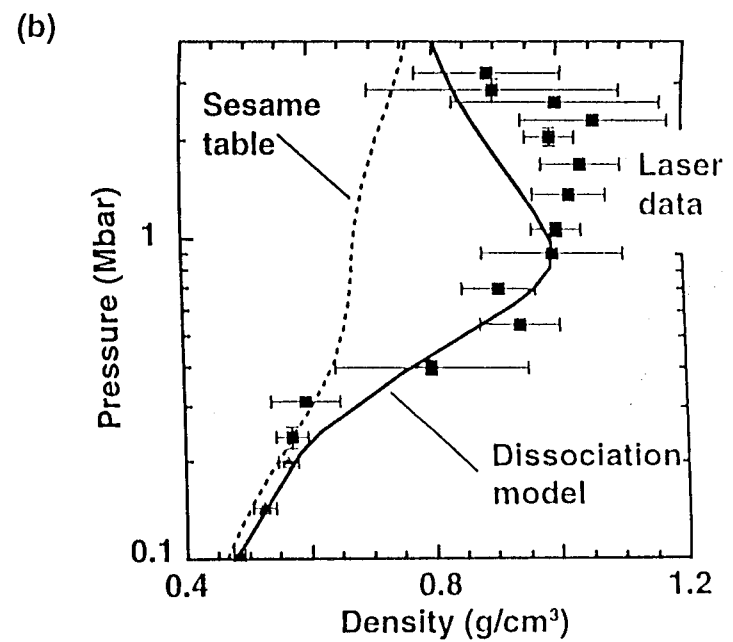 (b)
Sesame
table
Laser
data
1
Pressure (Mbar)
Dissociation
model
0.1
0.4 0.8 1.2
Density (g/cm³)